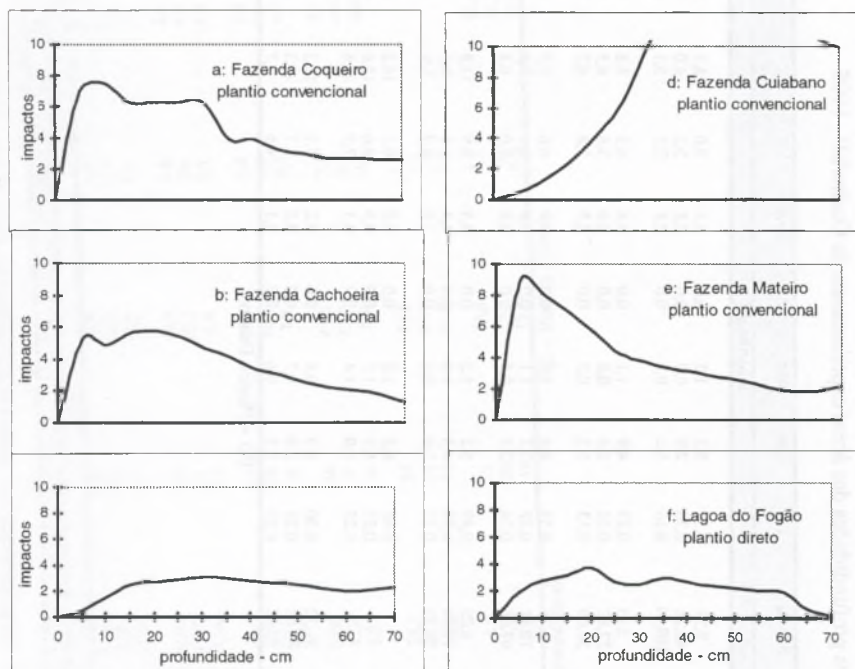 10
8
6
4
2
0
impactos
a: Fazenda Coqueiro
plantio convencional
10
8
6
4
2
0
d: Fazenda Cuiabano
plantio convencional
10
8
6
4
2
0
impactos
b: Fazenda Cachoeira
plantio convencional
10
8
6
4
2
0
e: Fazenda Mateiro
plantio convencional
10
8
6
4
2
0
impactos
0 10 20 30 40 50 60 70
profundidade - cm
10
8
6
4
2
0
f: Lagoa do Fogão
plantio direto
0 10 20 30 40 50 60 70
profundidade - cm